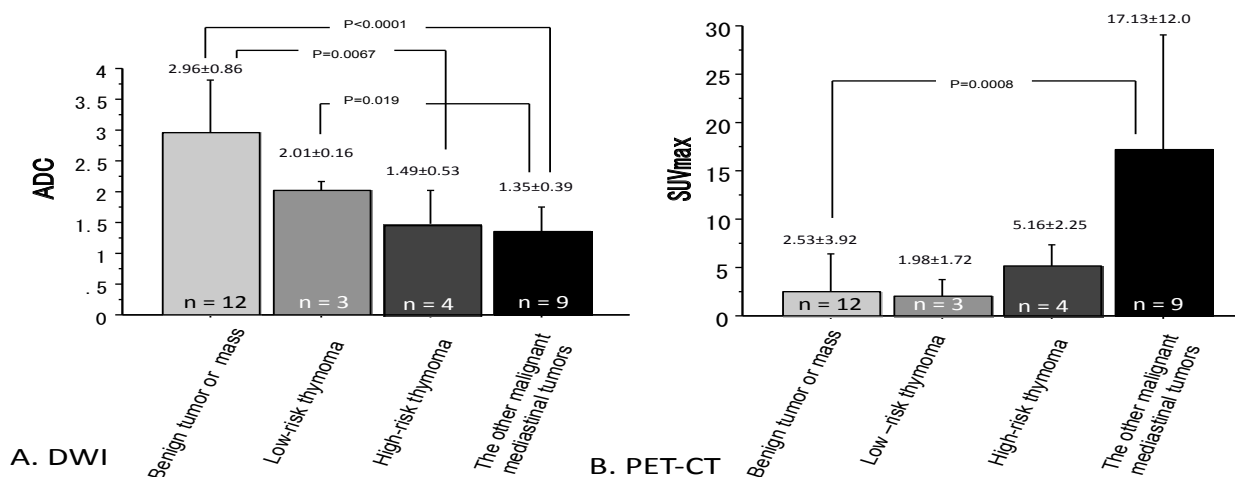 P<0.0001
P=0.0067
P=0.019
4
3.5
3
2.5
2
1.5
1
.5
0
ADC
2.96±0.86
2.01±0.16
1.49±0.53
1.35±0.39
n = 12
n = 3
n = 4
n = 9
Benign tumor or mass
Low-risk thymoma
High-risk thymoma
The other malignant
mediastinal tumors
A. DWI
17.13±12.0
P=0.0008
30
25
20
15
10
5
0
SUVmax
2.53±3.92
1.98±1.72
5.16±2.25
n = 12
n = 3
n = 4
n = 9
Benign tumor or mass
Low –risk thymoma
High-risk thymoma
The other malignant
mediastinal tumors
B. PET-CT